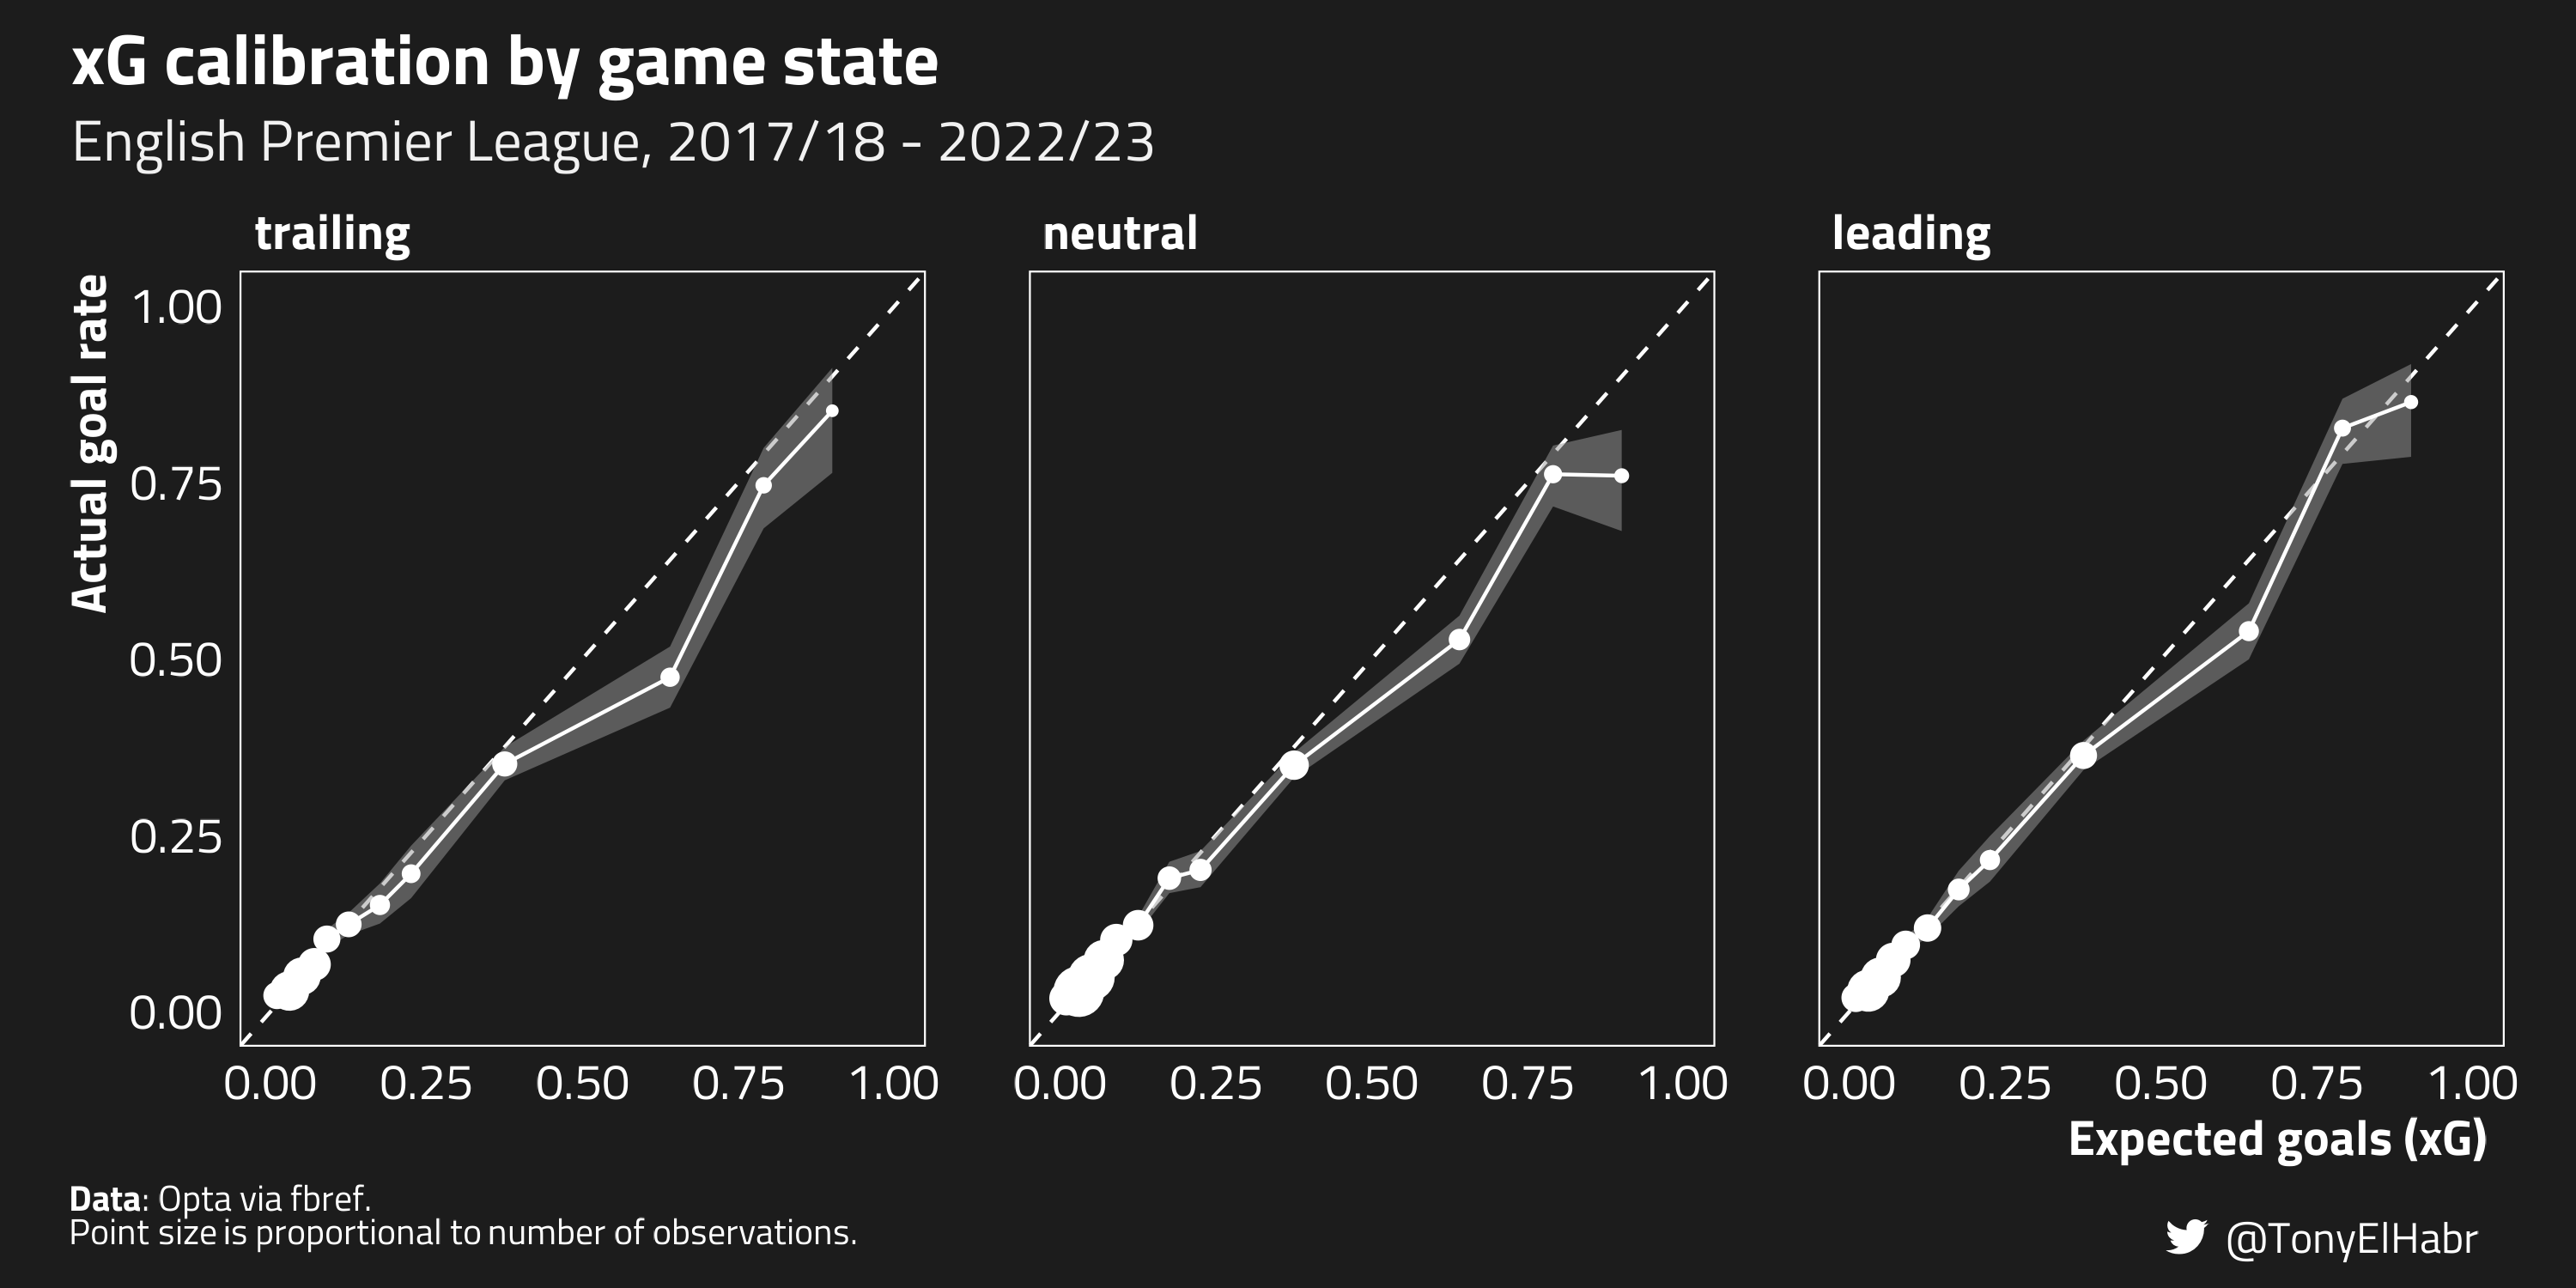 xG calibration by game state
English Premier League, 2017/18 - 2022/23
trailing
neutral
leading
Actual goal rate
1.00
0.75
0.50
0.25
0.00
0.00 0.25 0.50 0.75 1.00
0.00 0.25 0.50 0.75 1.00
0.00 0.25 0.50 0.75 1.00
Expected goals (xG)
Data: Opta via fbref.
Point size is proportional to number of observations.
@TonyElHabr